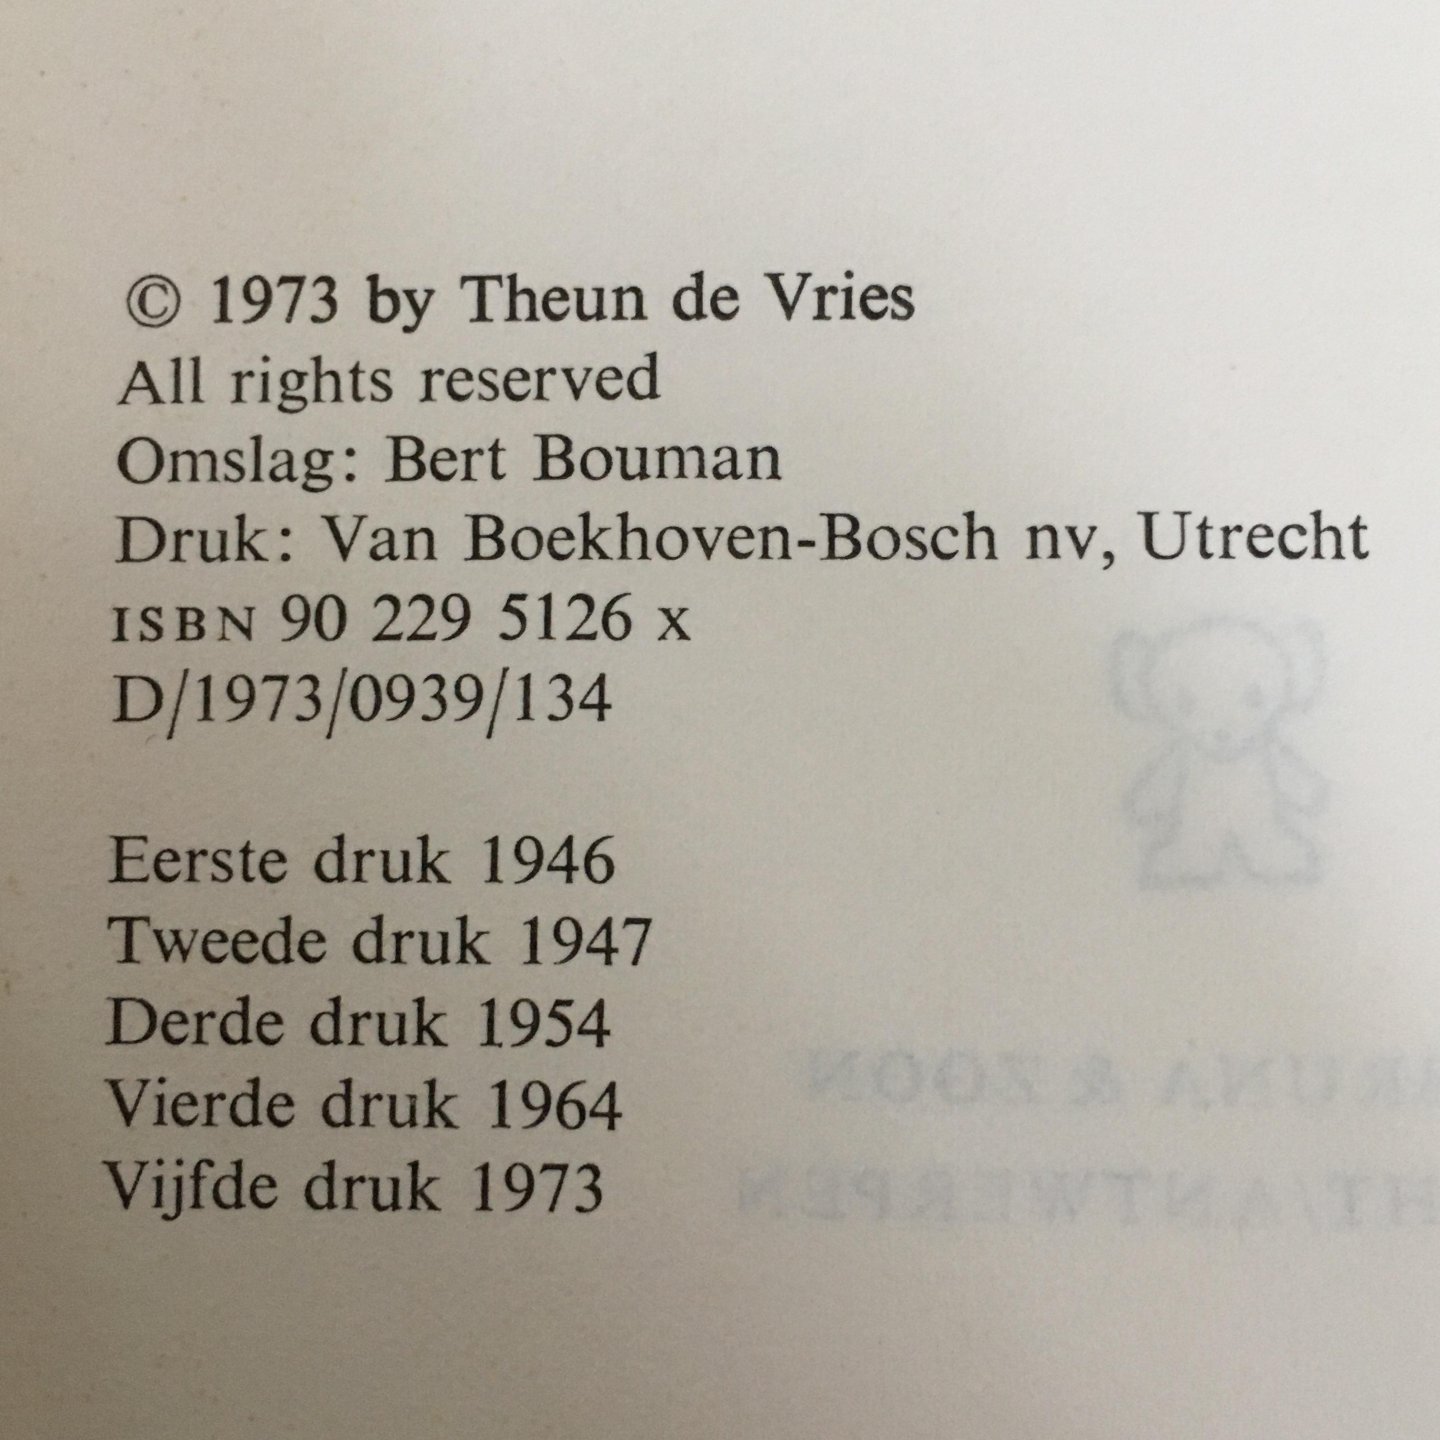 © 1973 by Theun de Vries
All rights reserved
Omslag: Bert Bouman
Druk: Van Boekhoven-Bosch nv, Utrecht
ISBN 90 229 5126 x
D/1973/0939/134
Eerste druk 1946
Tweede druk 1947
Derde druk 1954
Vierde druk 1964
Vijfde druk 1973
& ZOON
ANTWERPEN